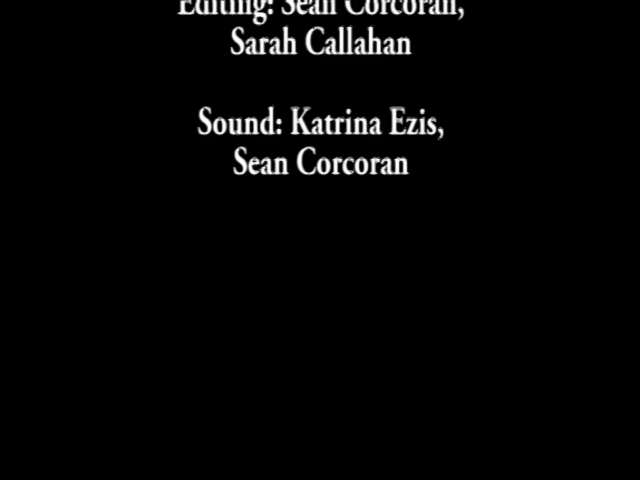 Editing: Sean Corcoran,
Sarah Callahan
Sound: Katrina Ezis,
Sean Corcoran